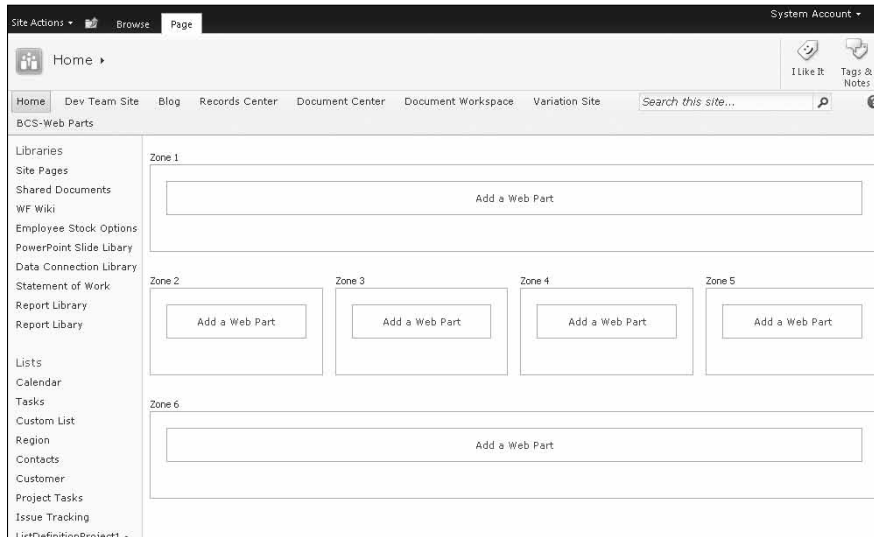 Site Actions Browse Page System Account
Home
I Like It Tags & Notes
Home Dev Team Site Blog Records Center Document Center Document Workspace Variation Site Search this site...
BCS-Web Parts
Libraries
Site Pages
Shared Documents
WF Wiki
Employee Stock Options
PowerPoint Slide Libary
Data Connection Library
Statement of Work
Report Library
Report Libary
Lists
Calendar
Tasks
Custom List
Region
Contacts
Customer
Project Tasks
Issue Tracking
ListDefinitionProject1 -
Zone 1
Add a Web Part
Zone 2 Zone 3 Zone 4 Zone 5
Add a Web Part Add a Web Part Add a Web Part Add a Web Part
Zone 6
Add a Web Part